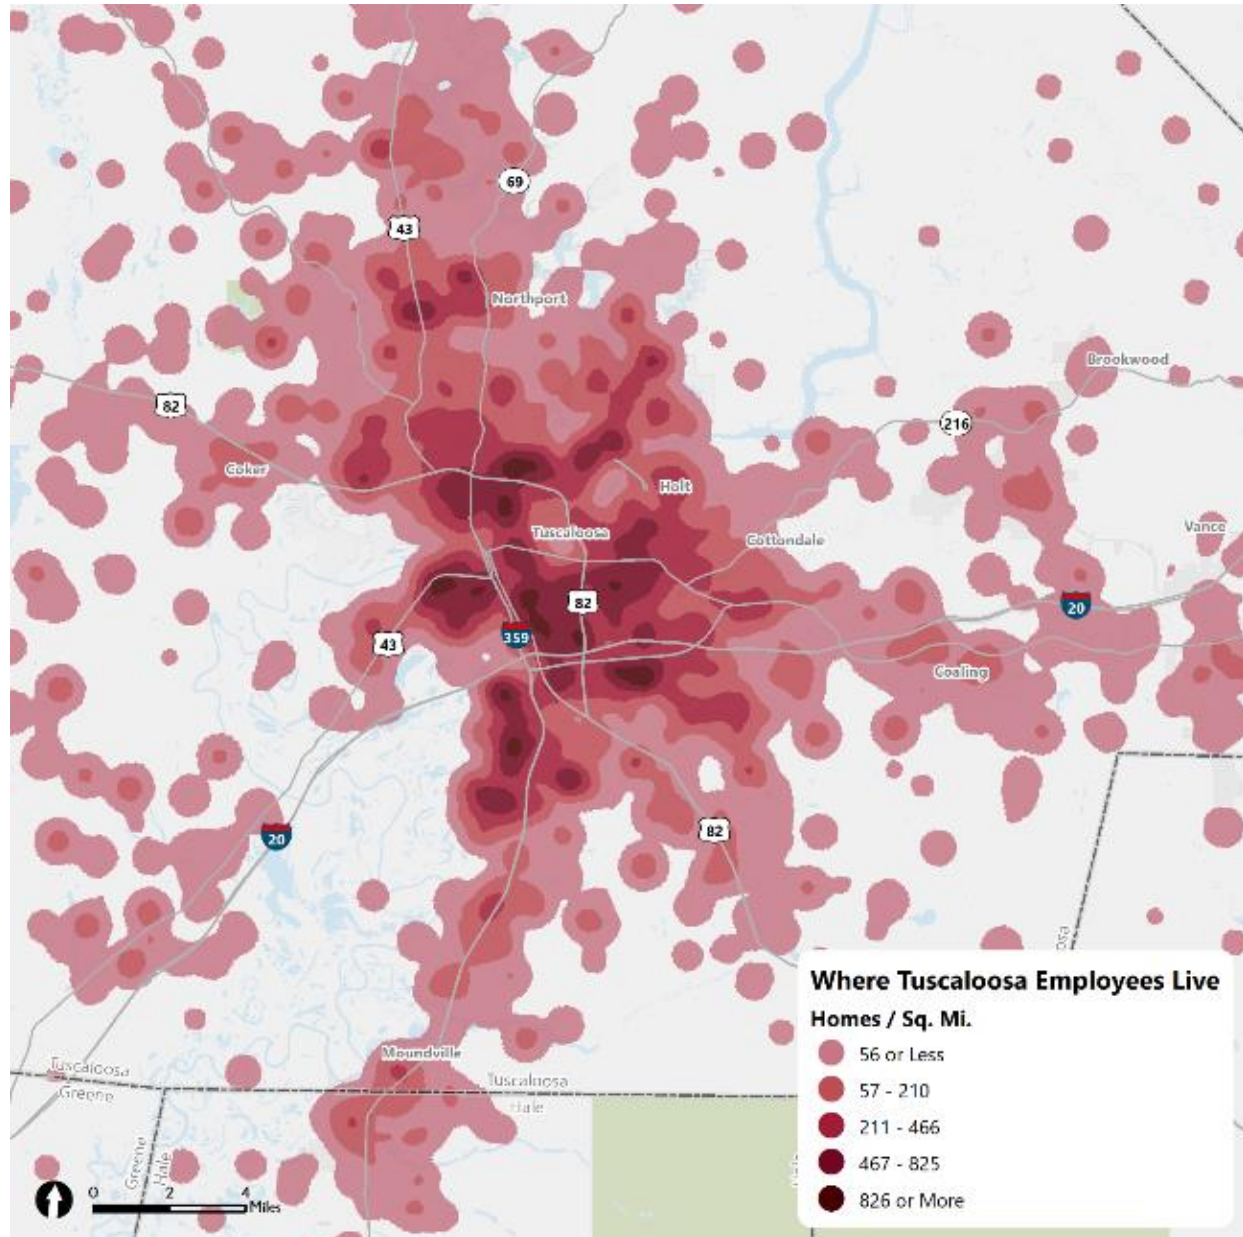 69
43
Northport
Brookwood
82
216
Coker
Holt
Vance
Tuscaloosa
Cottondale
82
20
359
43
Coaling
82
20
Where Tuscaloosa Employees Live
Homes / Sq. Mi.
56 or Less
57 - 210
211 - 466
467 - 825
826 or More
Moundville
Tuscaloosa
Greene
Tuscaloosa
Hale
Greene
Hale
0 2 4
Miles